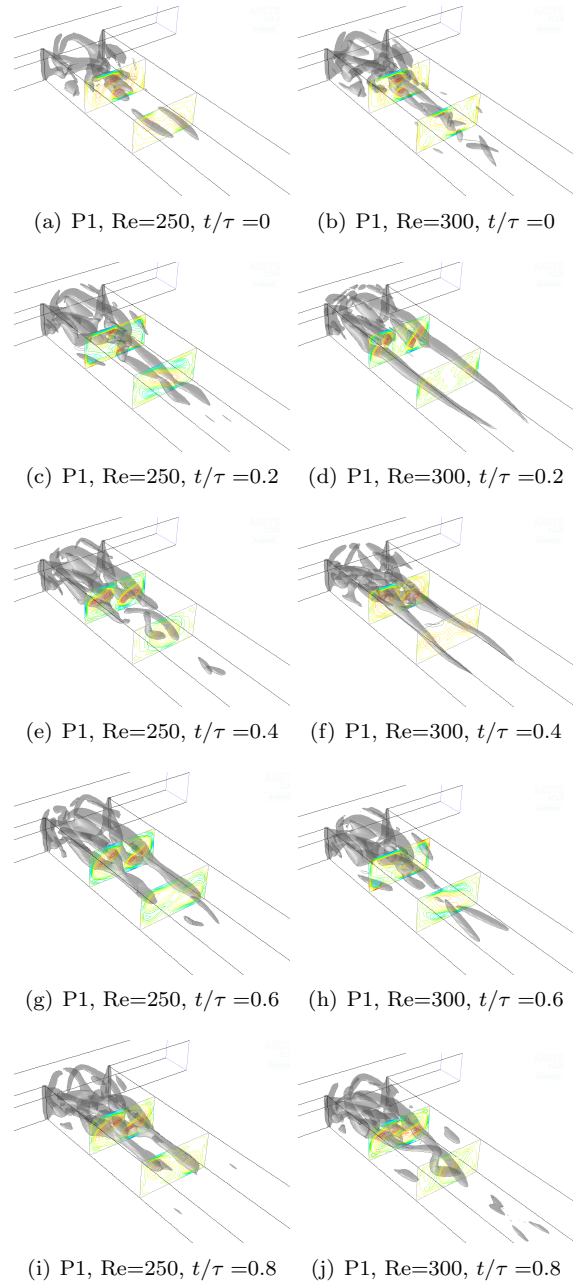 (a) P1, Re=250, t/τ=0
(b) P1, Re=300, t/τ=0
(c) P1, Re=250, t/τ =0.2
(d) P1, Re=300, t/τ =0.2
(e) P1, Re=250, t/τ =0.4
(f) P1, Re=300, t/τ =0.4
(g) P1, Re=250, t/τ =0.6
(h) P1, Re=300, t/τ =0.6
(i) P1, Re=250, t/τ =0.8
(j) P1, Re=300, t/τ =0.8